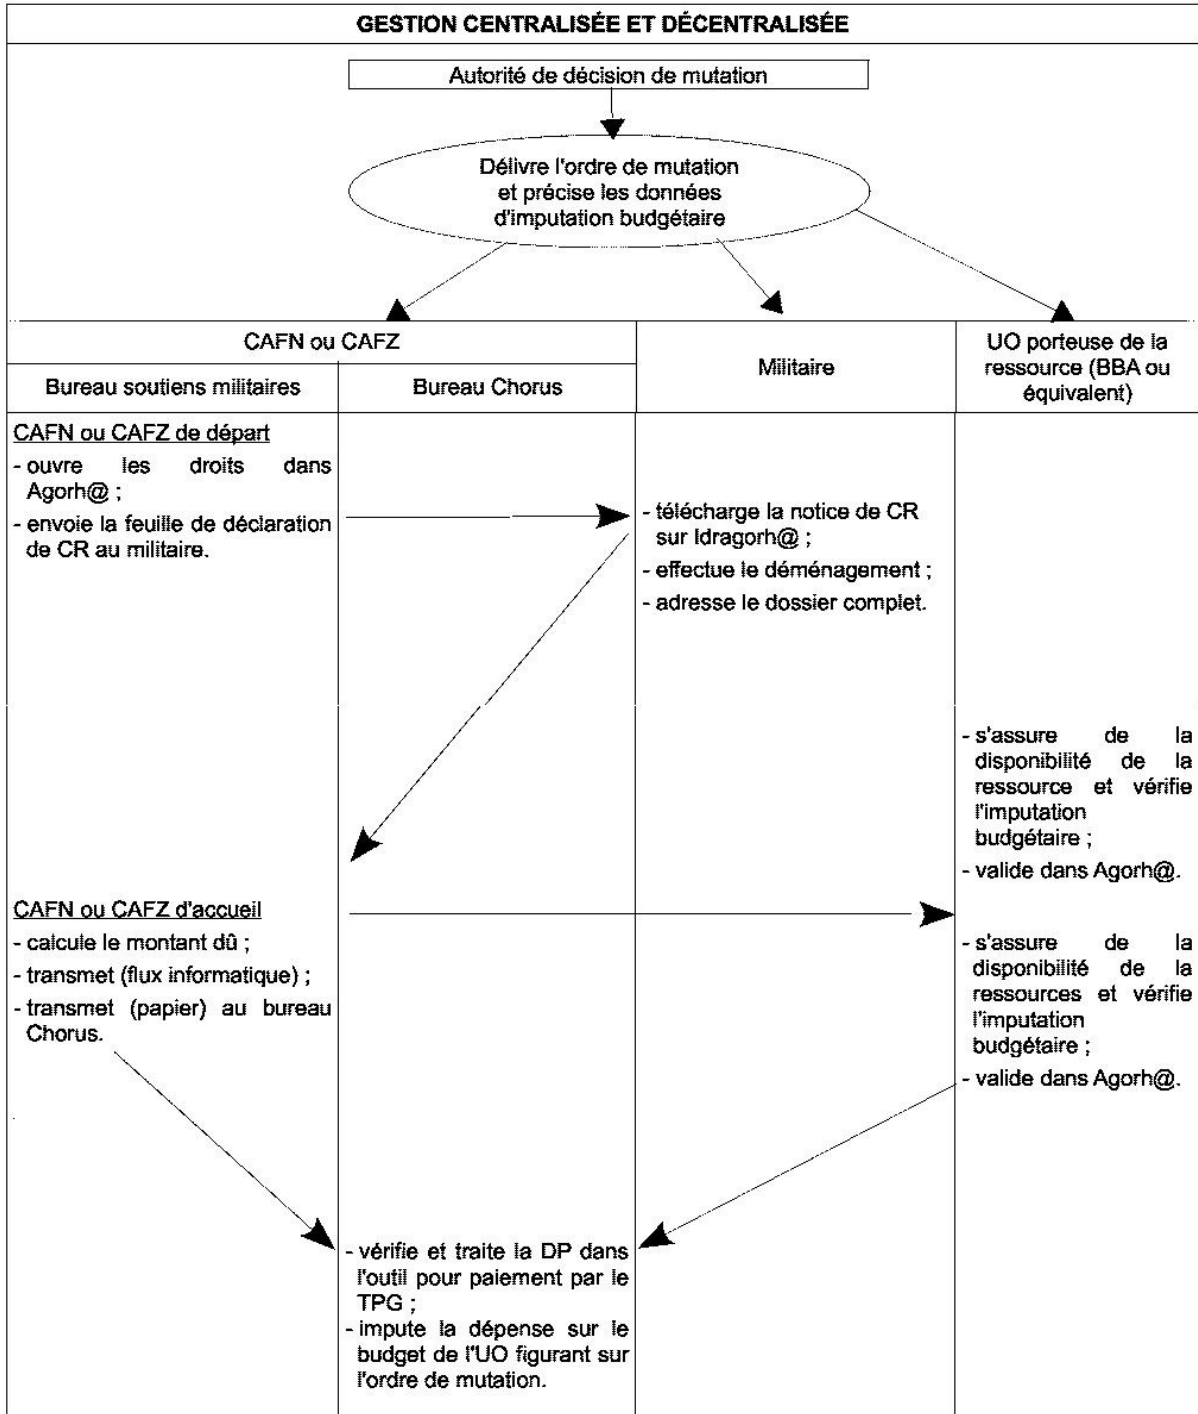 GESTION CENTRALISÉE ET DÉCENTRALISÉE
Autorité de décision de mutation
Délivre l'ordre de mutation
et précise les données
d'imputation budgétaire
CAFN ou CAFZ
Bureau soutiens militaires
Bureau Chorus
Militaire
UO porteuse de la
ressource (BBA ou
équivalent)
CAFN ou CAFZ de départ
- ouvre les droits dans
Agorh@ ;
- envoie la feuille de déclaration
de CR au militaire.
- télécharge la notice de CR
sur Idragorh@ ;
- effectue le déménagement ;
- adresse le dossier complet.
- s'assure de la
disponibilité de la
ressource et vérifie
l'imputation
budgétaire ;
- valide dans Agorh@.
CAFN ou CAFZ d'accueil
- calcule le montant dû ;
- transmet (flux informatique) ;
- transmet (papier) au bureau
Chorus.
- s'assure de la
disponibilité de la
ressources et vérifie
l'imputation
budgétaire ;
- valide dans Agorh@.
- vérifie et traite la DP dans
l'outil pour paiement par le
TPG ;
- impute la dépense sur le
budget de l'UO figurant sur
l'ordre de mutation.